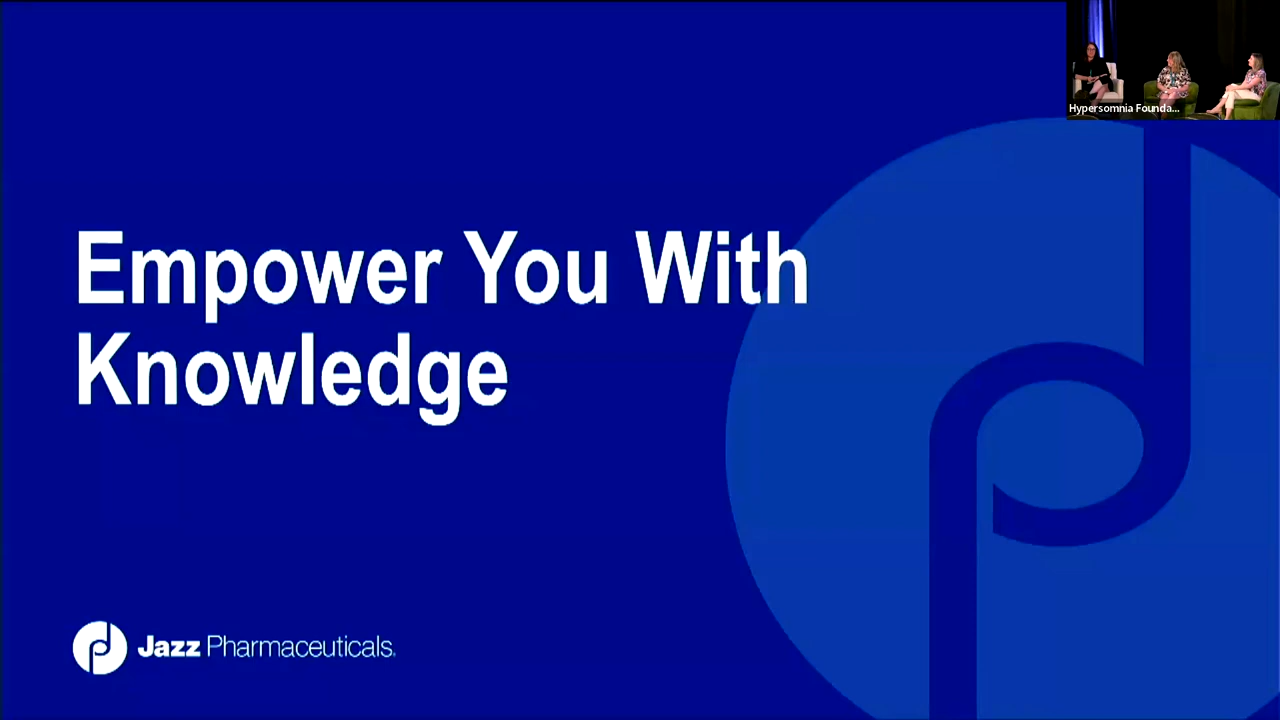 Hypersomnia Founda...
Empower You With
Knowledge
Jazz Pharmaceuticals.